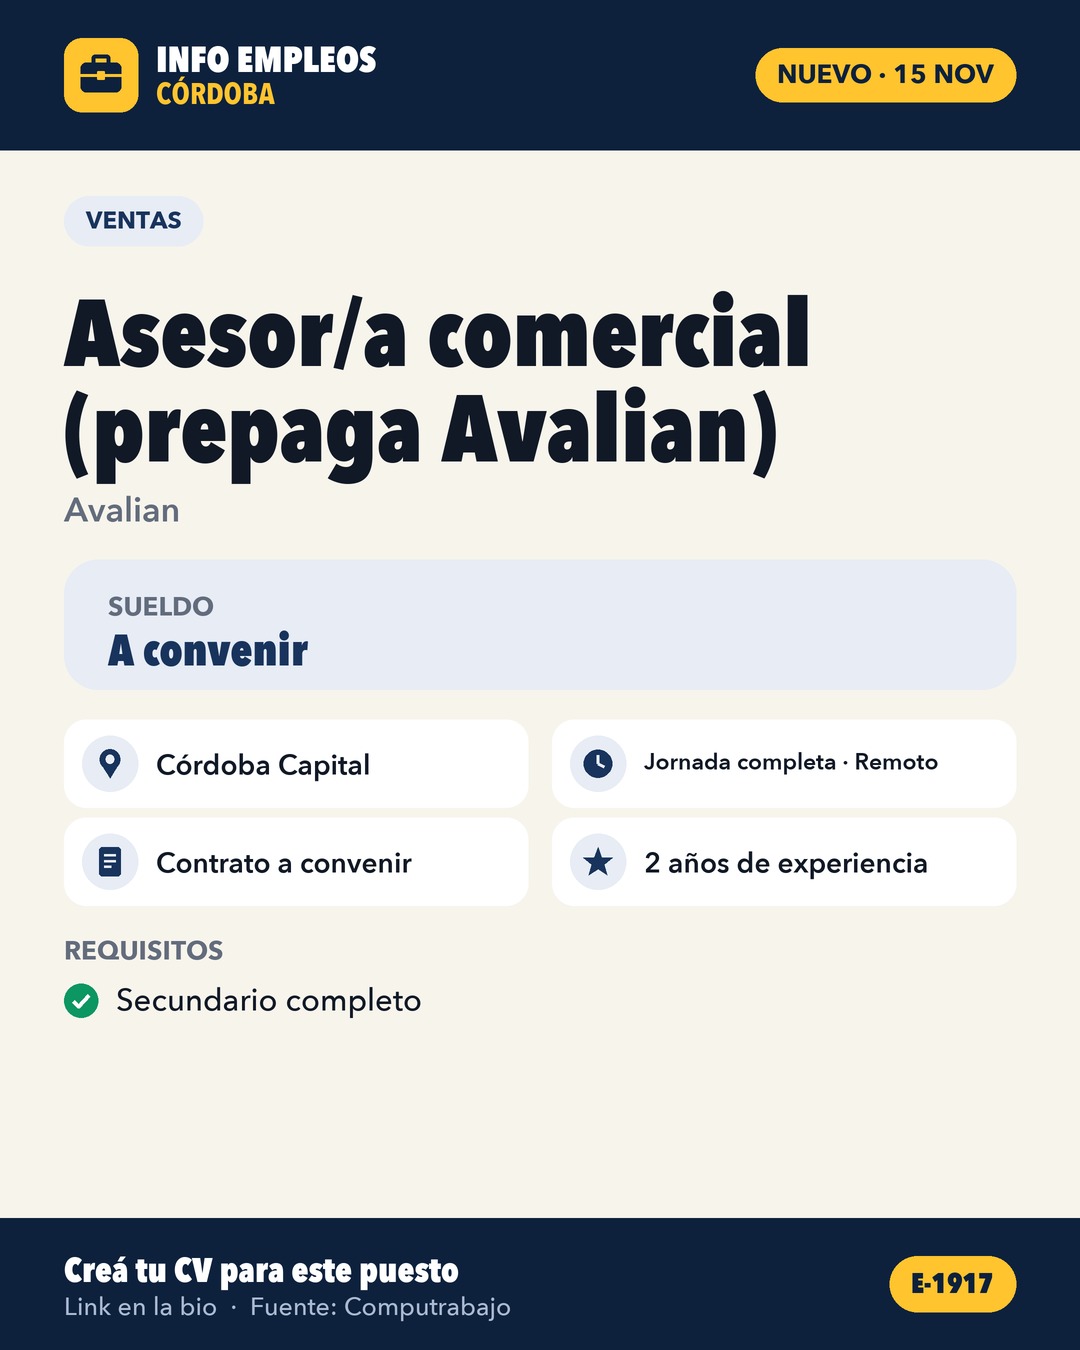 INFO EMPLEOS
CÓRDOBA
NUEVO · 15 NOV
VENTAS
Asesor/a comercial
(prepaga Avalian)
Avalian
SUELDO
A convenir
Córdoba Capital
Jornada completa · Remoto
Contrato a convenir
2 años de experiencia
REQUISITOS
Secundario completo
Creá tu CV para este puesto
Link en la bio · Fuente: Computrabajo
E-1917